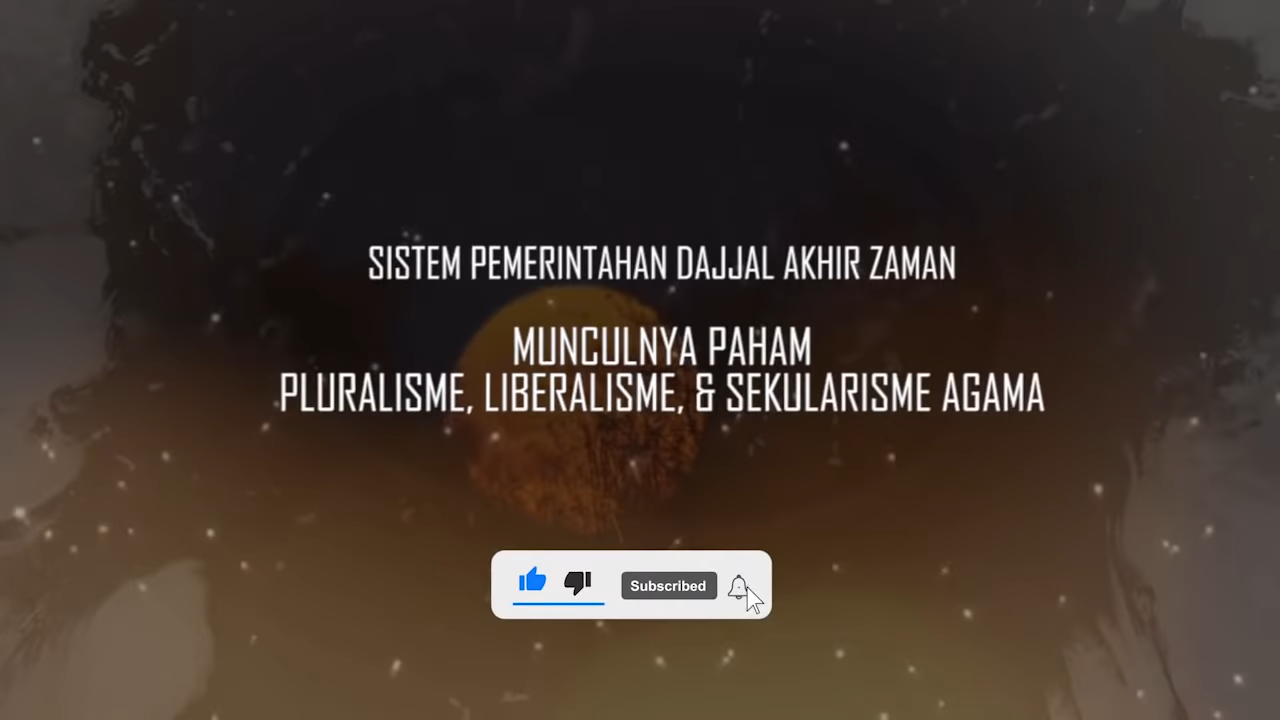 SISTEM PEMERINTAHAN DAJJAL AKHIR ZAMAN
MUNCULNYA PAHAM
PLURALISME, LIBERALISME, & SEKULARISME AGAMA
Subscribed